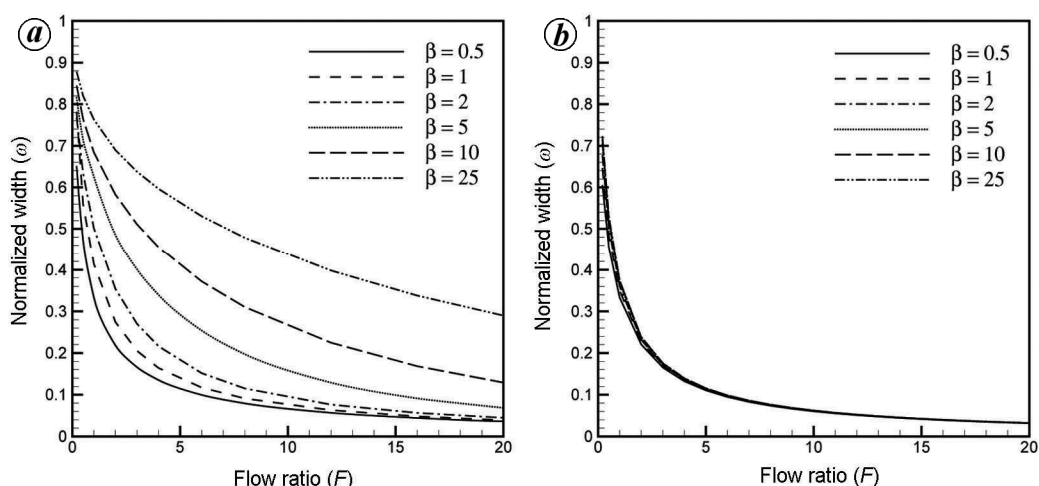 a
1
0.9
0.8
0.7
0.6
0.5
0.4
0.3
0.2
0.1
0
0
5
10
15
20
Normalized width (ω)
Flow ratio (F)
β = 0.5
β = 1
β = 2
β = 5
β = 10
β = 25
b
1
0.9
0.8
0.7
0.6
0.5
0.4
0.3
0.2
0.1
0
0
5
10
15
20
Normalized width (ω)
Flow ratio (F)
β = 0.5
β = 1
β = 2
β = 5
β = 10
β = 25